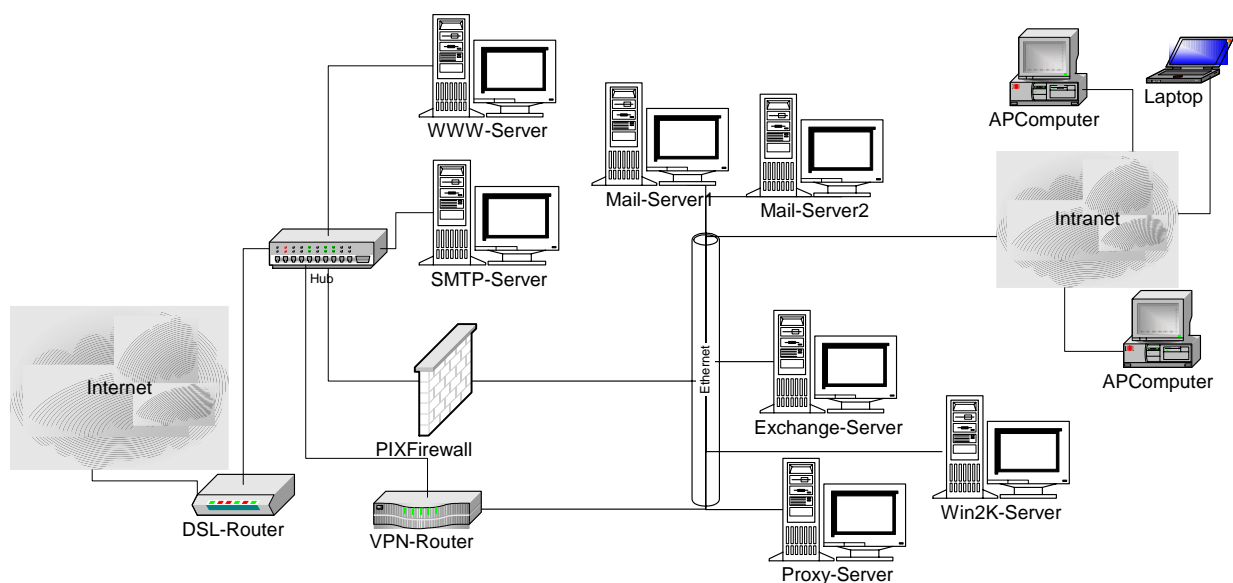 WWW-Server
APComputer
Laptop
Mail-Server1
Mail-Server2
Intranet
SMTP-Server
Hub
Internet
Ethernet
APComputer
Exchange-Server
PIXFirewall
Win2K-Server
DSL-Router
VPN-Router
Proxy-Server